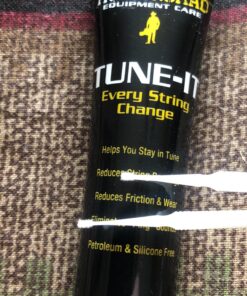 EQUIPMENT CARE
TUNE-IT
Every String
Change
Helps You Stay in Tune
Reduces String
Reduces Friction & Wear
Petroleum & Silicone Free